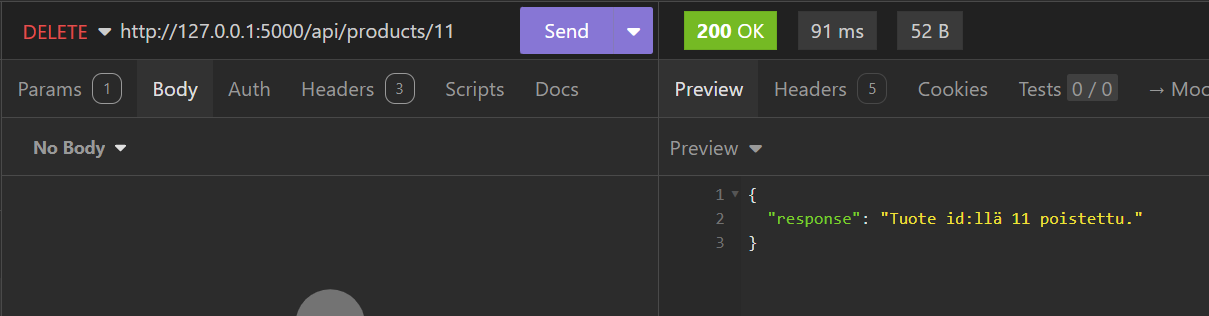 DELETE http://127.0.0.1:5000/api/products/11 Send
200 OK 91 ms 52 B
Params 1 Body Auth Headers 3 Scripts Docs
Preview Headers 5 Cookies Tests 0 / 0 → Moc
No Body
Preview
1 {
2 "response": "Tuote id:llä 11 poistettu."
3 }